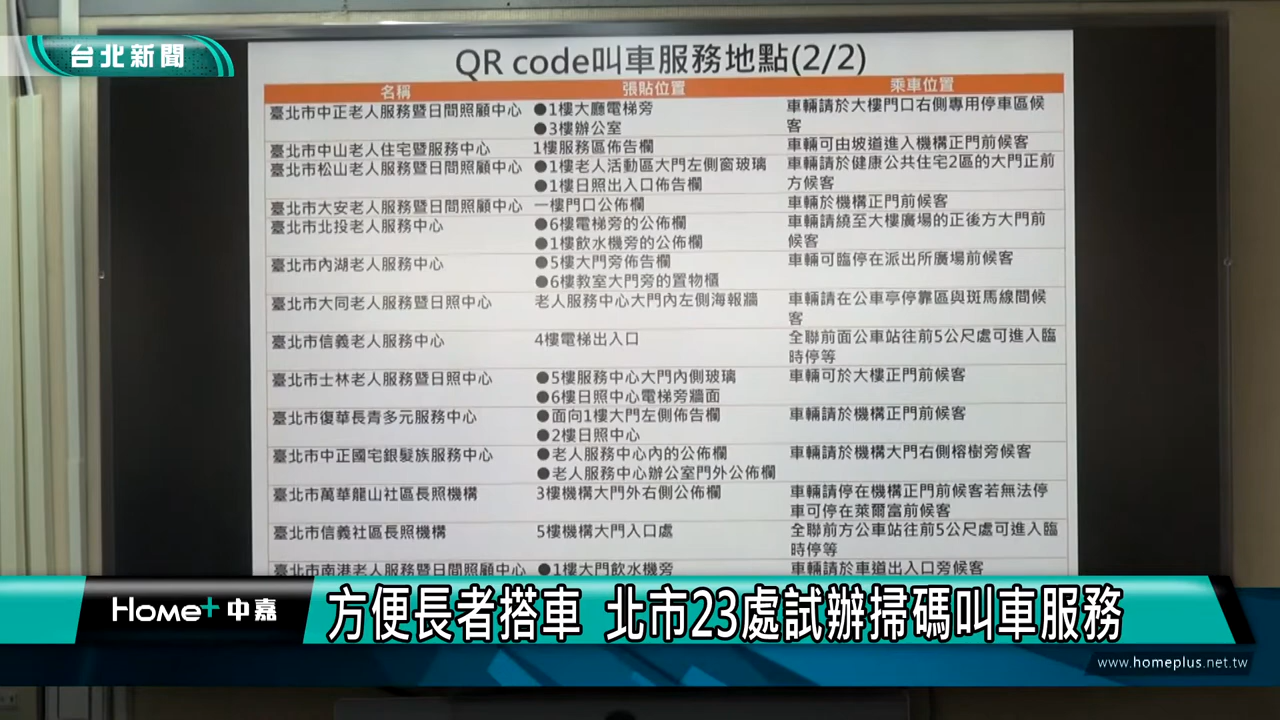 台北新聞
QR code叫車服務地點(2/2)
名稱 張貼位置 乘車位置
臺北市中正老人服務暨日間照顧中心 ●1樓大廳電梯旁 車輛請於大樓門口右側專用停車區候
●3樓辦公室 客
臺北市中山老人住宅暨服務中心 1樓服務區佈告欄 車輛可由坡道進入機構正門前候客
臺北市松山老人服務暨日間照顧中心 ●1樓老人活動區大門左側窗玻璃 車輛請於健康公共住宅2區的大門正前
●1樓日照出入口佈告欄 方候客
臺北市大安老人服務暨日間照顧中心 一樓門口公佈欄 車輛於機構正門前候客
臺北市北投老人服務中心 ●6樓電梯旁的公佈欄 車輛請繞至大樓廣場的正後方大門前
●1樓飲水機旁的公佈欄 候客
臺北市內湖老人服務中心 ●5樓大門旁佈告欄 車輛可臨停在派出所廣場前候客
●6樓教室大門旁的置物櫃
臺北市大同老人服務暨日照中心 老人服務中心大門內左側海報牆 車輛請在公車亭停靠區與斑馬線間候
客
臺北市信義老人服務中心 4樓電梯出入口 全聯前面公車站往前5公尺處可進入臨
時停等
臺北市士林老人服務暨日照中心 ●5樓服務中心大門內側玻璃 車輛可於大樓正門前候客
●6樓日照中心電梯旁牆面
臺北市復華長青多元服務中心 ●面向1樓大門左側佈告欄 車輛請於機構正門前候客
●2樓日照中心
臺北市中正國宅銀髮族服務中心 ●老人服務中心內的公佈欄 車輛請於機構大門右側榕樹旁候客
●老人服務中心辦公室門外公佈欄
臺北市萬華龍山社區長照機構 3樓機構大門外右側公佈欄 車輛請停在機構正門前候客若無法停
車可停在萊爾富前候客
臺北市信義社區長照機構 5樓機構大門入口處 全聯前方公車站往前5公尺處可進入臨
時停等
臺北市南港老人服務暨日間照顧中心 ●1樓大門飲水機旁 車輛請於車道出入口旁候客
Home+中嘉
方便長者搭車 北市23處試辦掃碼叫車服務
www.homeplus.net.tw